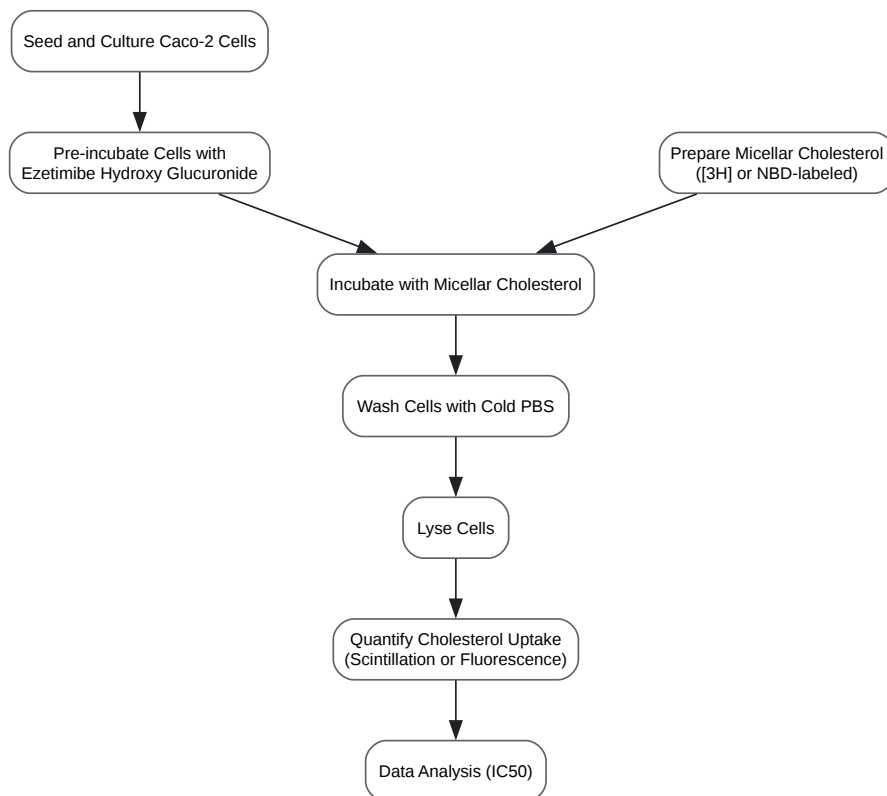 Seed and Culture Caco-2 Cells
Pre-incubate Cells with
Ezetimibe Hydroxy Glucuronide
Prepare Micellar Cholesterol
([3H] or NBD-labeled)
Incubate with Micellar Cholesterol
Wash Cells with Cold PBS
Lyse Cells
Quantify Cholesterol Uptake
(Scintillation or Fluorescence)
Data Analysis (IC50)